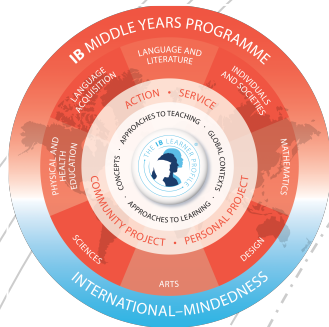 IB MIDDLE YEARS PROGRAMME
LANGUAGE AND
LITERATURE
LANGUAGE
ACQUISITION
INDIVIDUALS
AND SOCIETIES
ACTION • SERVICE
APPROACHES TO TEACHING
THE IB LEARNER PROFILE
PHYSICAL AND
HEALTH
EDUCATION
CONCEPTS
GLOBAL CONTEXTS
MATHEMATICS
APPROACHES TO LEARNING
COMMUNITY PROJECT • PERSONAL PROJECT
SCIENCES
ARTS
DESIGN
INTERNATIONAL–MINDEDNESS